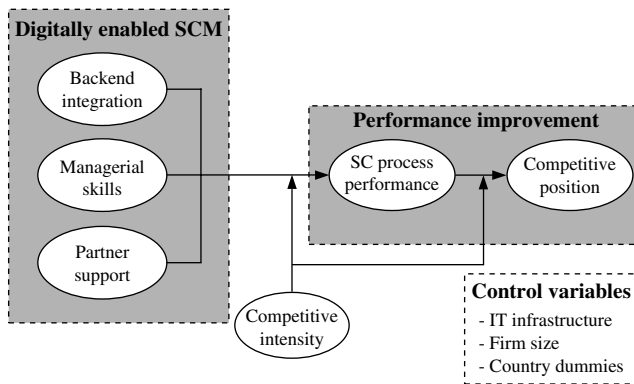 Digitally enabled SCM
Backend
integration
Managerial
skills
Partner
support
Performance improvement
SC process
performance
Competitive
position
Competitive
intensity
Control variables
- IT infrastructure
- Firm size
- Country dummies